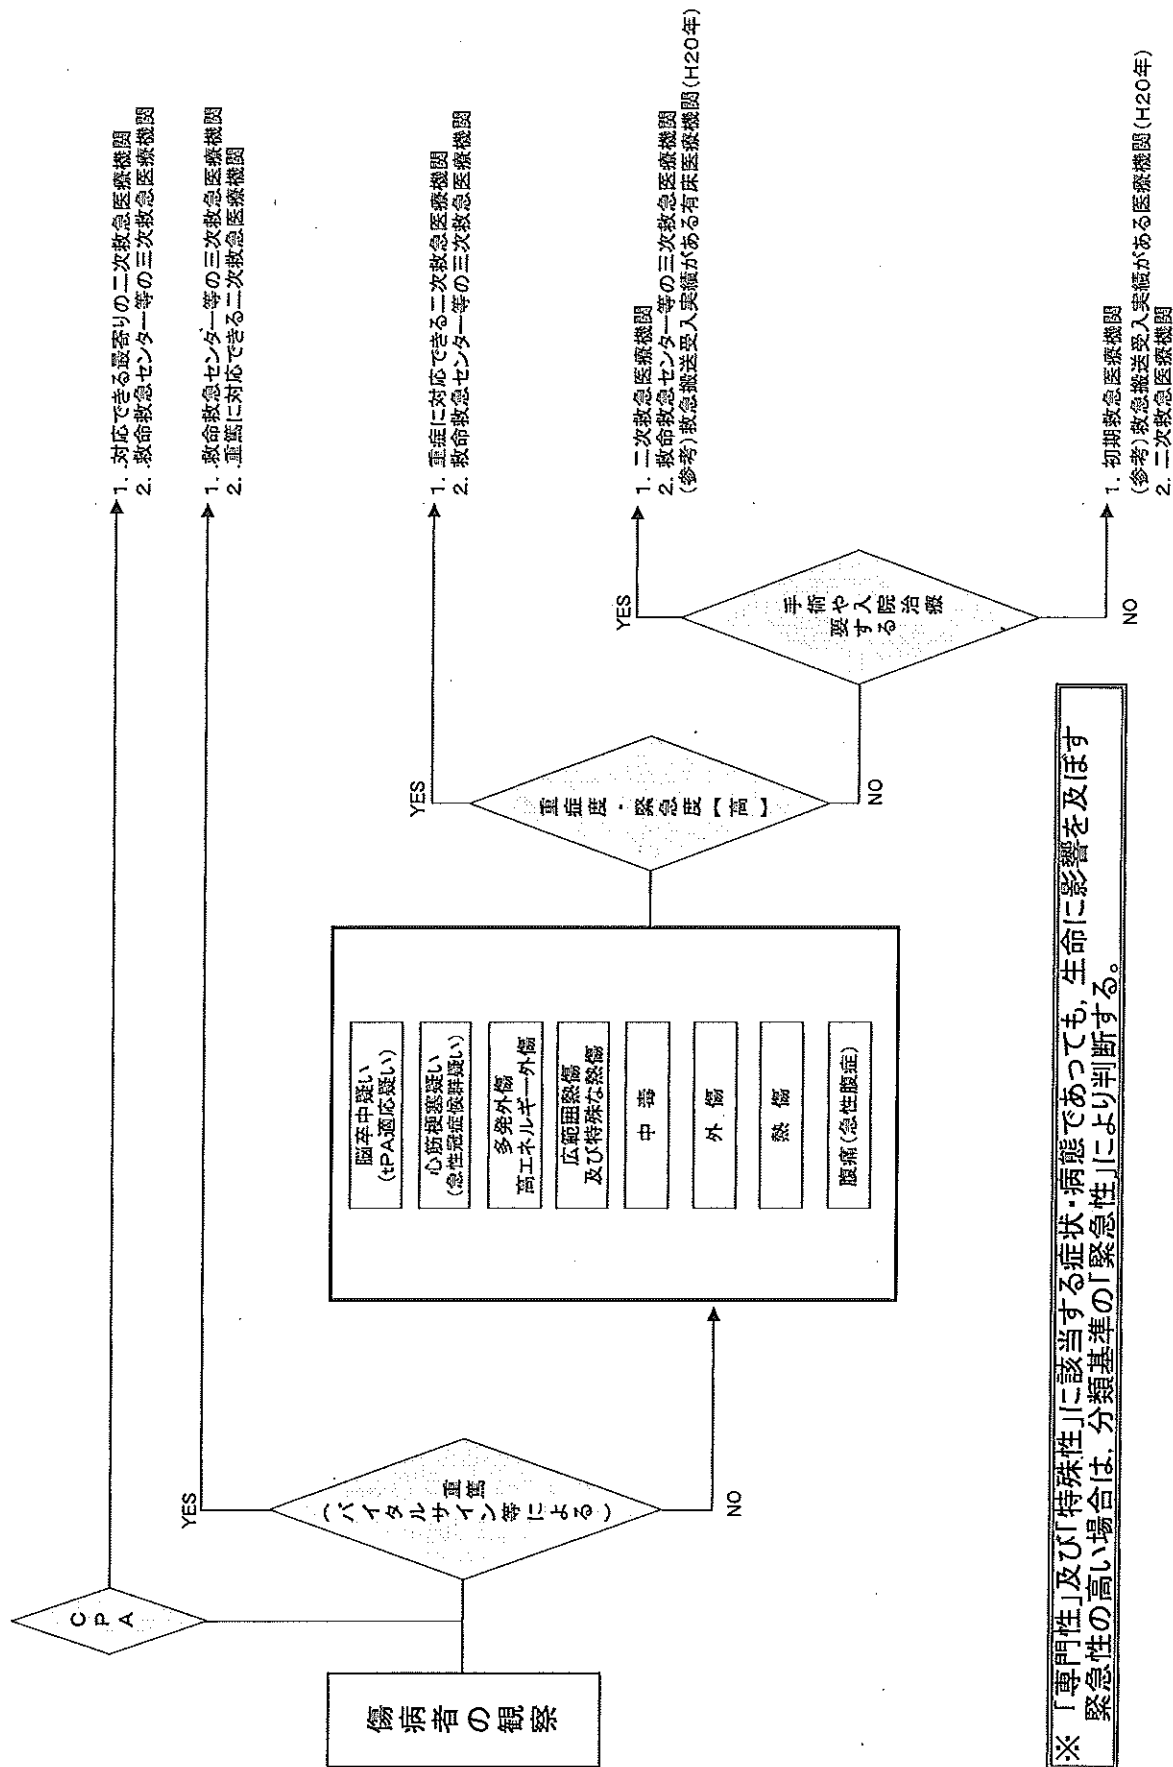 傷病者の観察
CPA
重篤
(バイタルサイン等による)
YES
NO
1. 対応できる最寄りの二次救急医療機関
2. 救命救急センター等の三次救急医療機関
1. 救命救急センター等の三次救急医療機関
2. 重篤に対応できる二次救急医療機関
脳卒中疑い
(tPA適応疑い)
心筋梗塞疑い
(急性冠症候群疑い)
多発外傷
高エネルギー外傷
広範囲熱傷
及び特殊な熱傷
中毒
外傷
熱傷
腹痛(急性腹症)
重症度・緊急度【高】
YES
NO
1. 重症に対応できる二次救急医療機関
2. 救命救急センター等の三次救急医療機関
手術や入院治療
要する
YES
NO
1. 二次救急医療機関
2. 救命救急センター等の三次救急医療機関
(参考)救急搬送受入実績がある有床医療機関(H20年)
1. 初期救急医療機関
(参考)救急搬送受入実績がある医療機関(H20年)
2. 二次救急医療機関
※ 「専門性」及び「特殊性」に該当する症状・病態であっても,生命に影響を及ぼす
緊急性の高い場合は,分類基準の「緊急性」により判断する。